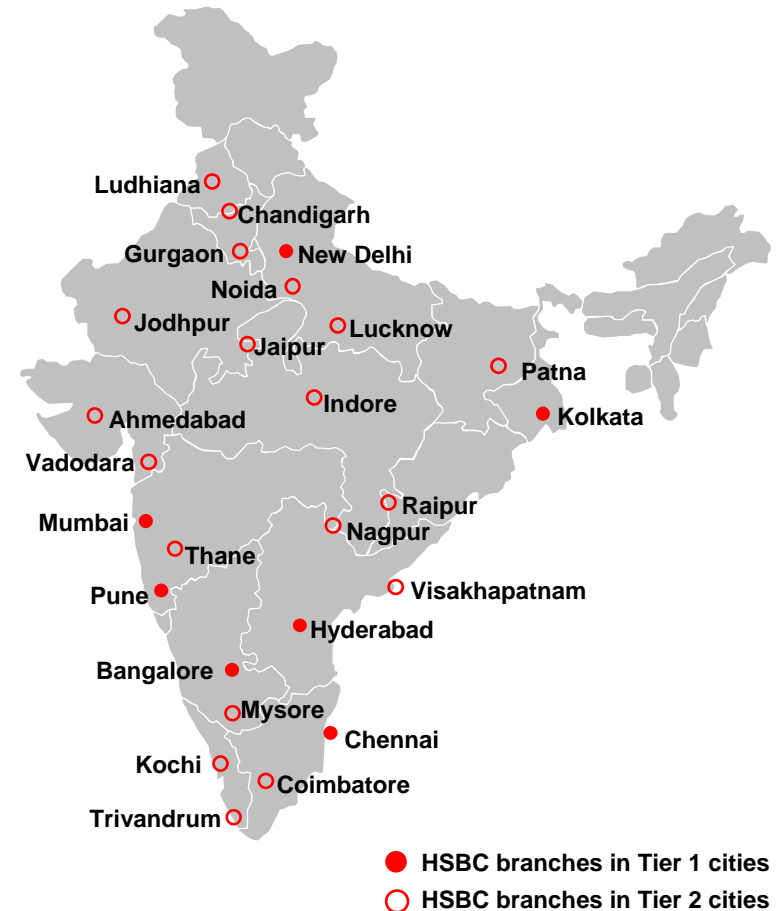 Ludhiana
Chandigarh
Gurgaon
New Delhi
Noida
Jodhpur
Lucknow
Jaipur
Patna
Indore
Ahmedabad
Kolkata
Vadodara
Raipur
Mumbai
Nagpur
Thane
Visakhapatnam
Pune
Hyderabad
Bangalore
Mysore
Chennai
Kochi
Coimbatore
Trivandrum
HSBC branches in Tier 1 cities
HSBC branches in Tier 2 cities